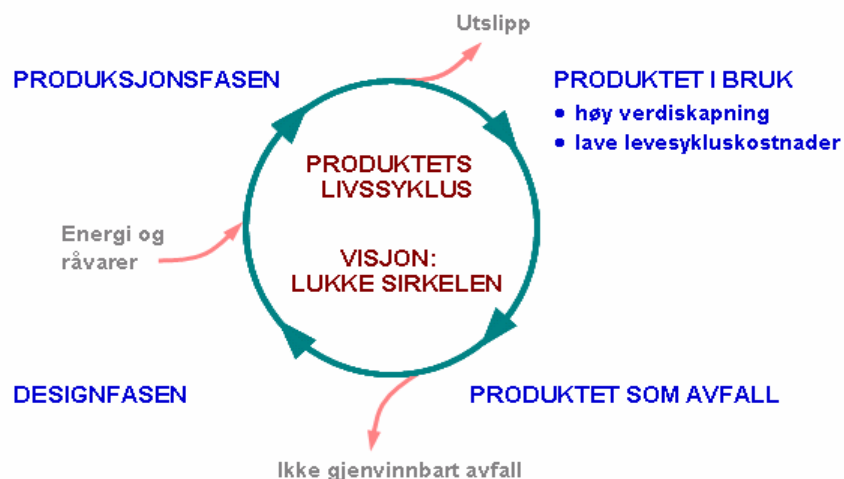 Utslipp
PRODUKSJONSFASEN
PRODUKTET I BRUK
• høy verdiskapning
• lave levesykluskostnader
PRODUKTETS
LIVSSYKLUS
Energi og
råvarer
VISJON:
LUKKE SIRKELEN
DESIGNFASEN
PRODUKTET SOM AVFALL
Ikke gjenvinnbart avfall